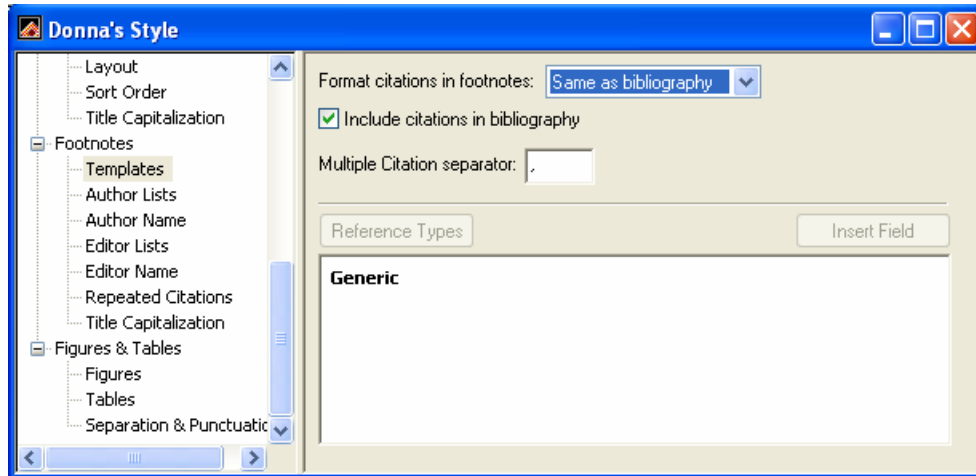 Donna's Style
Layout
Sort Order
Title Capitalization
Footnotes
Templates
Author Lists
Author Name
Editor Lists
Editor Name
Repeated Citations
Title Capitalization
Figures & Tables
Figures
Tables
Separation & Punctuatic
Format citations in footnotes: Same as bibliography
Include citations in bibliography
Multiple Citation separator: ,
Reference Types Insert Field
Generic